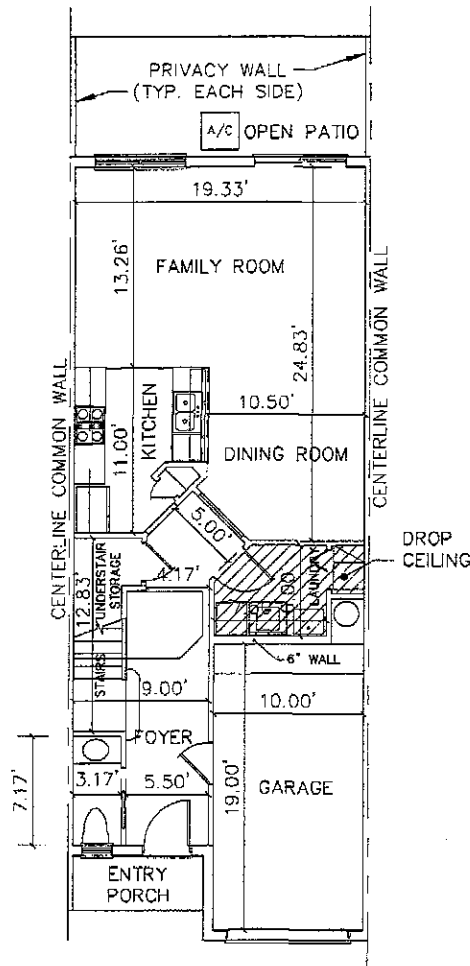 PRIVACY WALL
(TYP. EACH SIDE)
A/C
OPEN PATIO
19.33'
FAMILY ROOM
13.26'
24.83'
CENTERLINE COMMON WALL
CENTERLINE COMMON WALL
KITCHEN
11.00'
10.50'
DINING ROOM
5.00'
DROP
CEILING
UNDERSTAIR
STORAGE
4.17'
12.83'
LAUNDRY
6" WALL
STAIRS
9.00'
10.00'
FOYER
7.17'
3.17'
5.50'
19.00'
GARAGE
ENTRY
PORCH